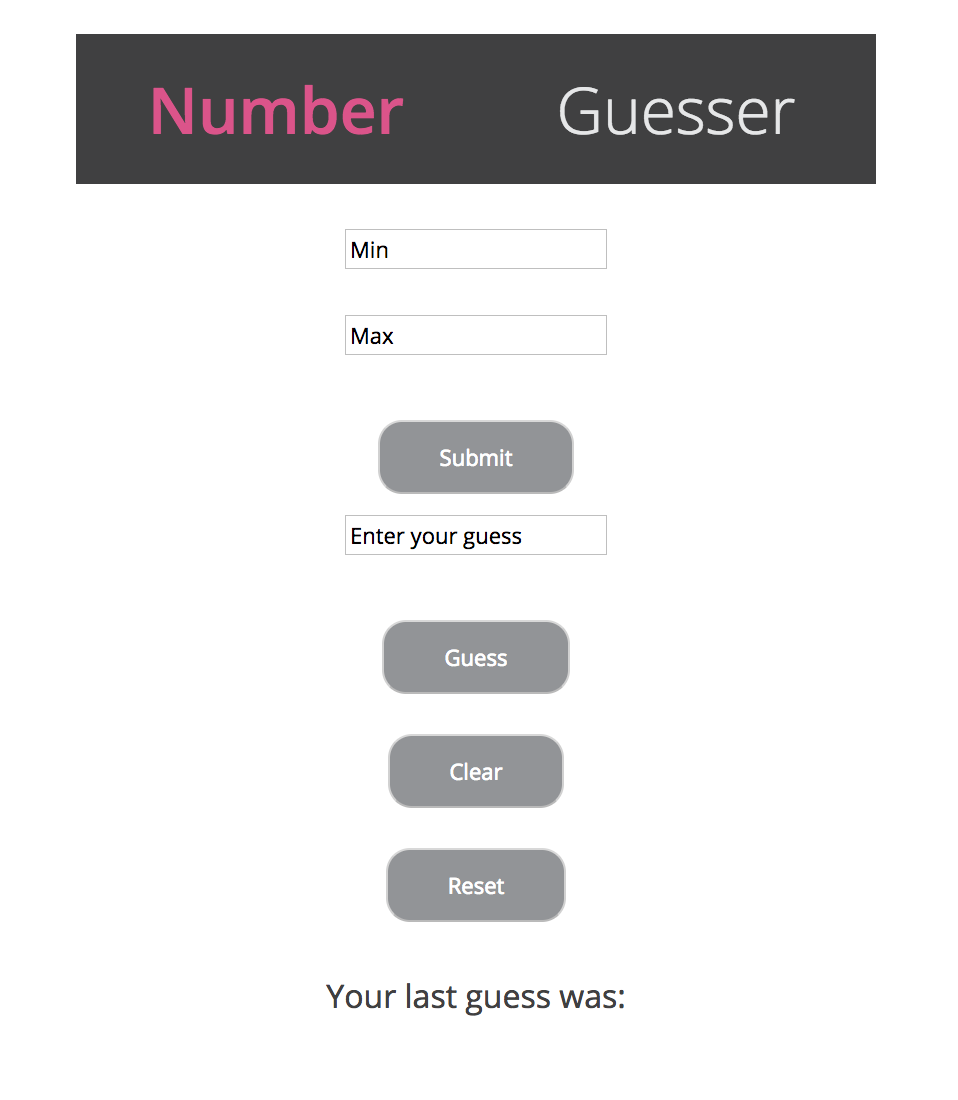 Number Guesser
Min
Max
Submit
Enter your guess
Guess
Clear
Reset
Your last guess was: